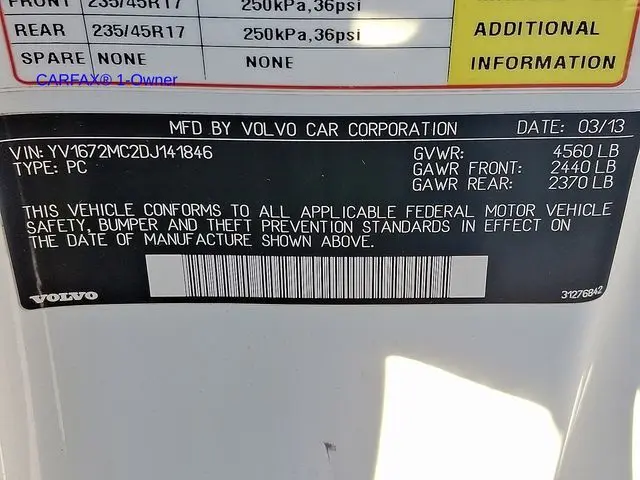 FRONT 235/45R17 250kPa,36psi
REAR 235/45R17 250kPa,36psi
SPARE NONE NONE
ADDITIONAL
INFORMATION
CARFAX® 1-Owner
MFD BY VOLVO CAR CORPORATION DATE: 03/13
VIN: YV1672MC2DJ141846 GVWR: 4560 LB
TYPE: PC GAWR FRONT: 2440 LB
GAWR REAR: 2370 LB
THIS VEHICLE CONFORMS TO ALL APPLICABLE FEDERAL MOTOR VEHICLE
SAFETY, BUMPER AND THEFT PREVENTION STANDARDS IN EFFECT ON
THE DATE OF MANUFACTURE SHOWN ABOVE.
VOLVO 31276842